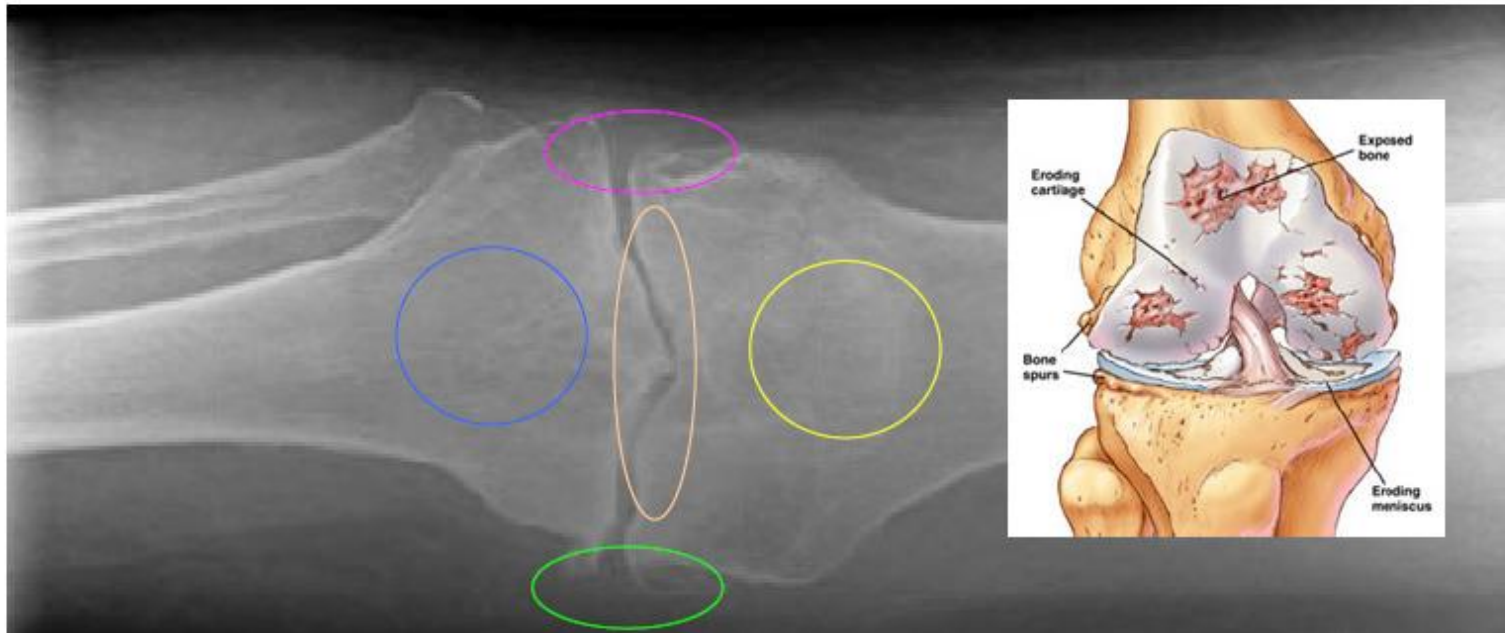 Exposed
bone
Eroding
cartilage
Bone
spurs
Eroding
meniscus